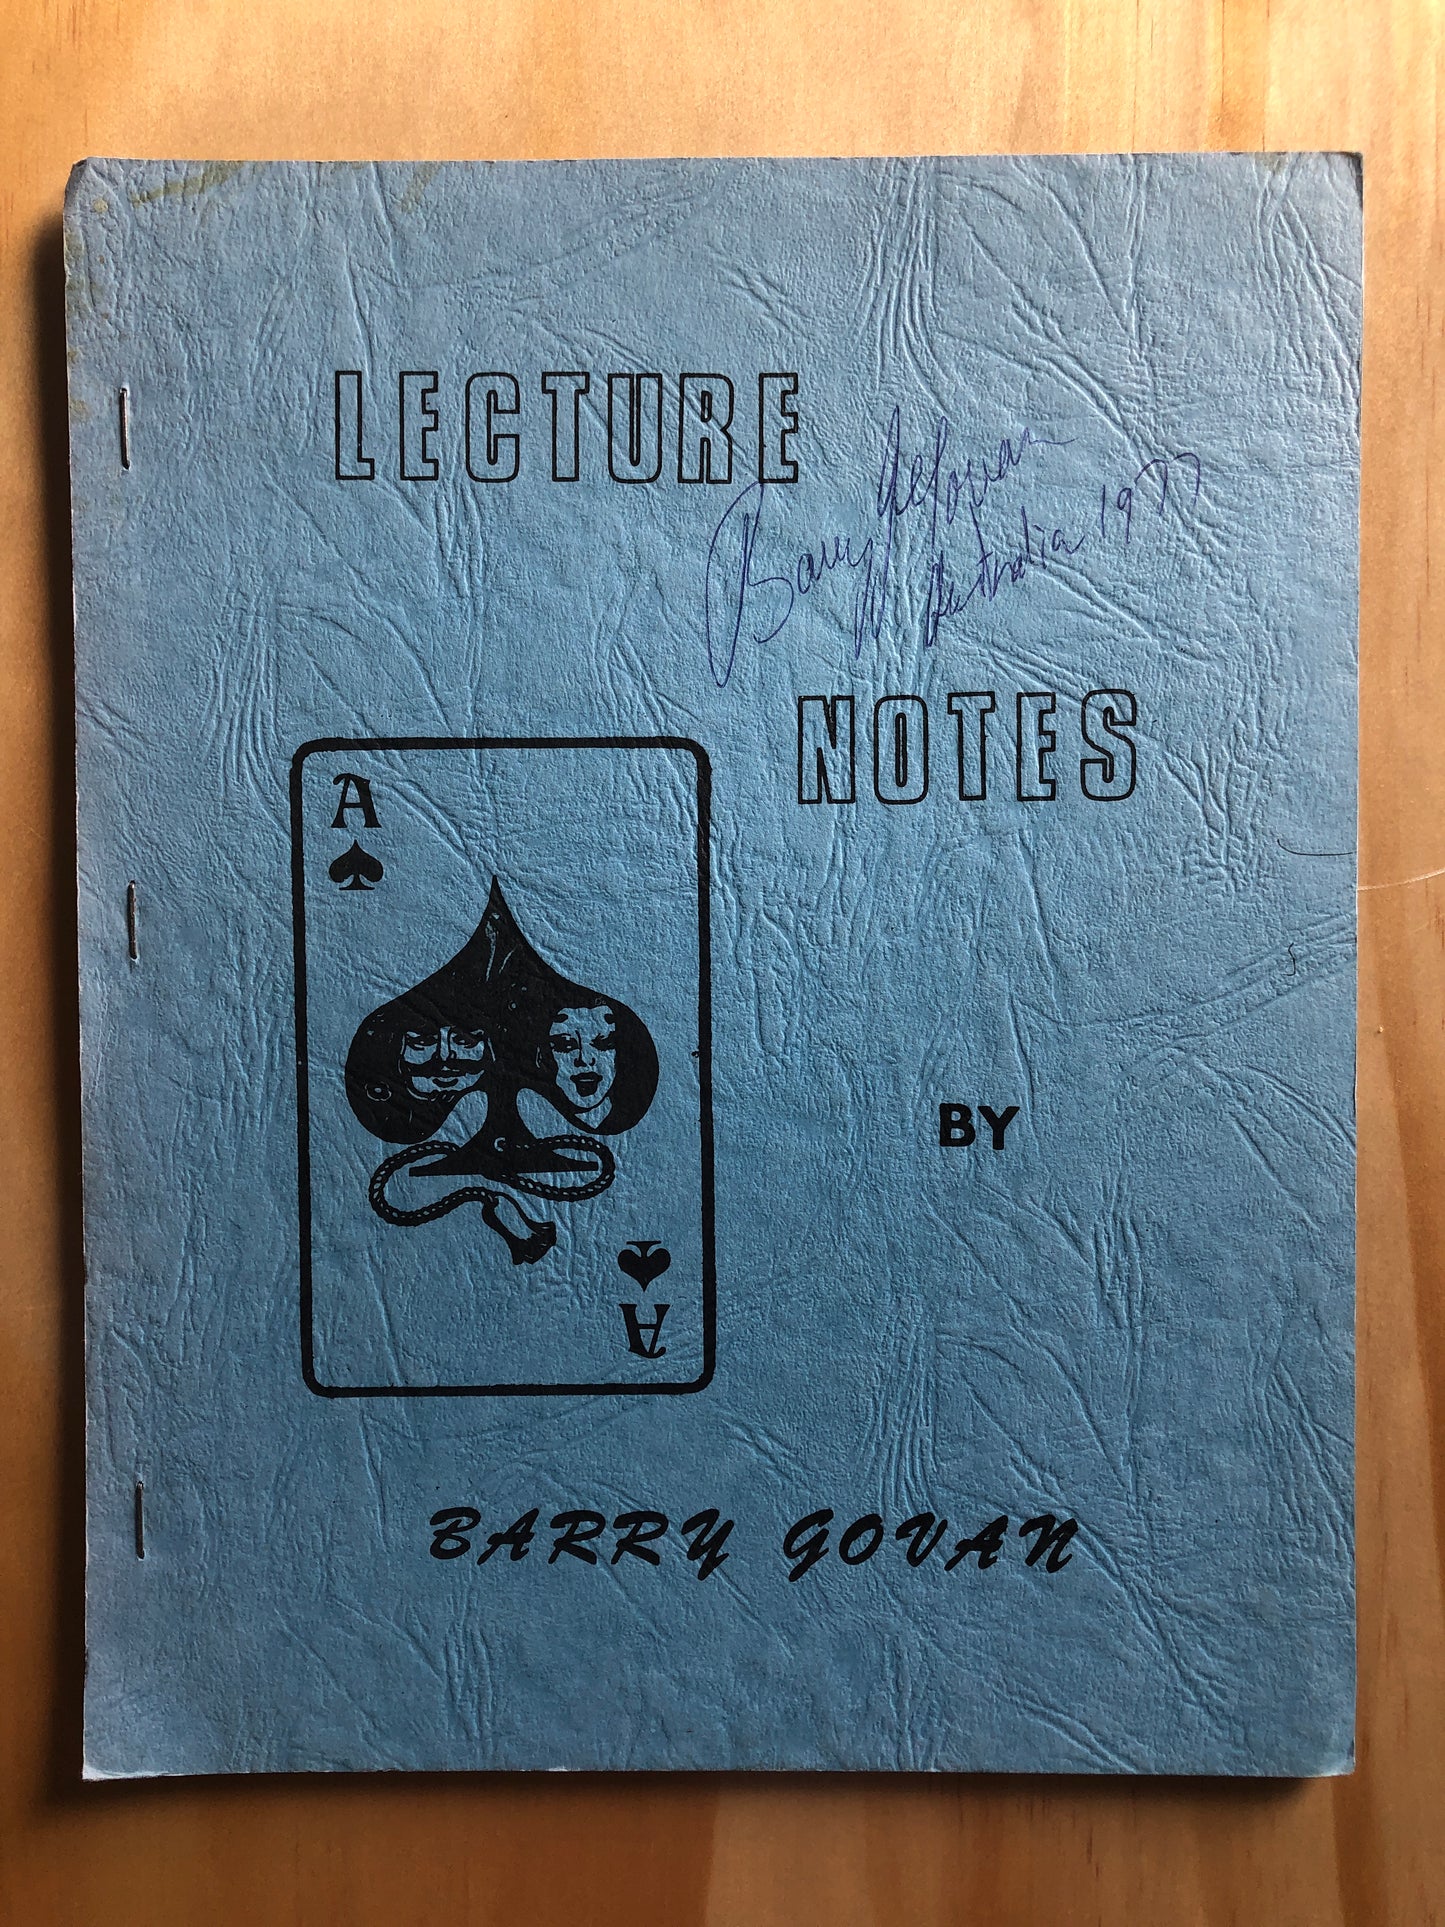 LECTURE
Barry Govan
W Australia 1977
NOTES
A
BY
A
BARRY GOVAN